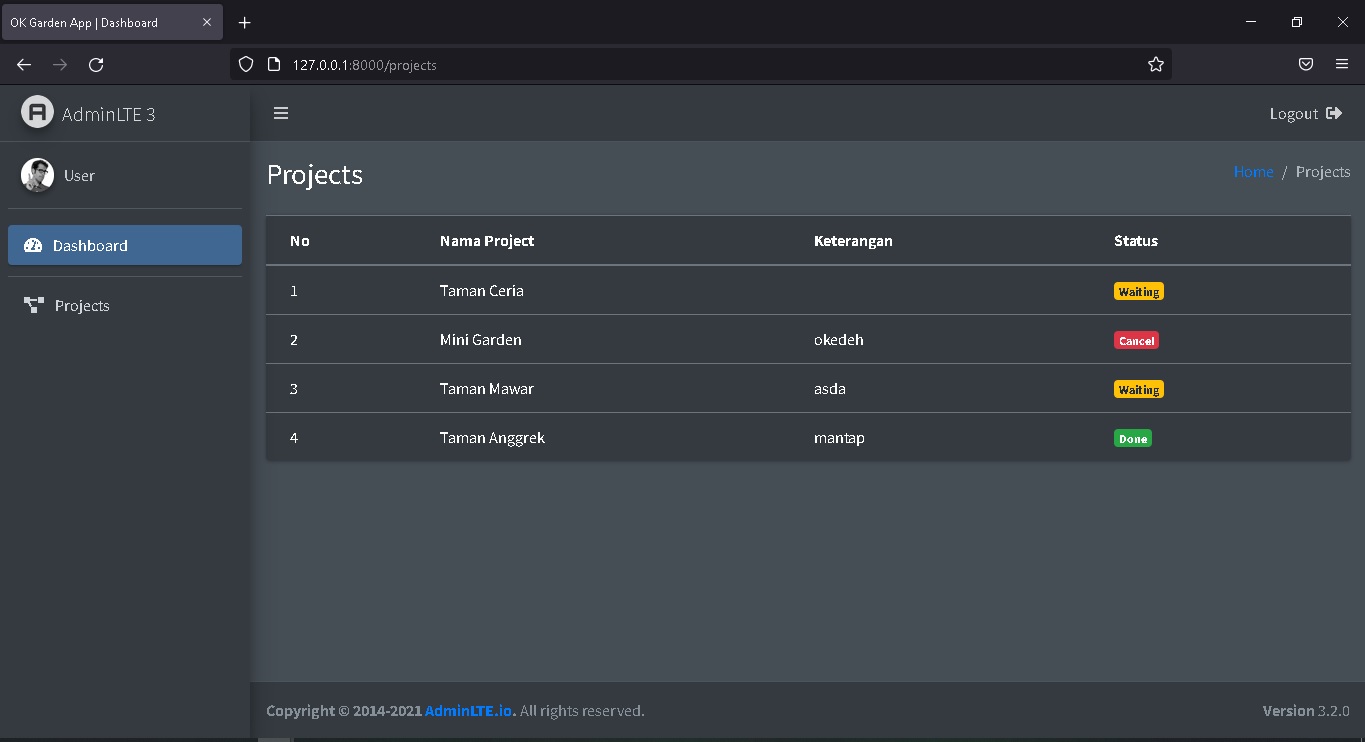 OK Garden App | Dashboard
127.0.0.1:8000/projects
AdminLTE 3
Logout
User
Projects
Home / Projects
Dashboard
Projects
No Nama Project Keterangan Status
1 Taman Ceria Waiting
2 Mini Garden okedeh Cancel
3 Taman Mawar asda Waiting
4 Taman Anggrek mantap Done
Copyright © 2014-2021 AdminLTE.io. All rights reserved.
Version 3.2.0